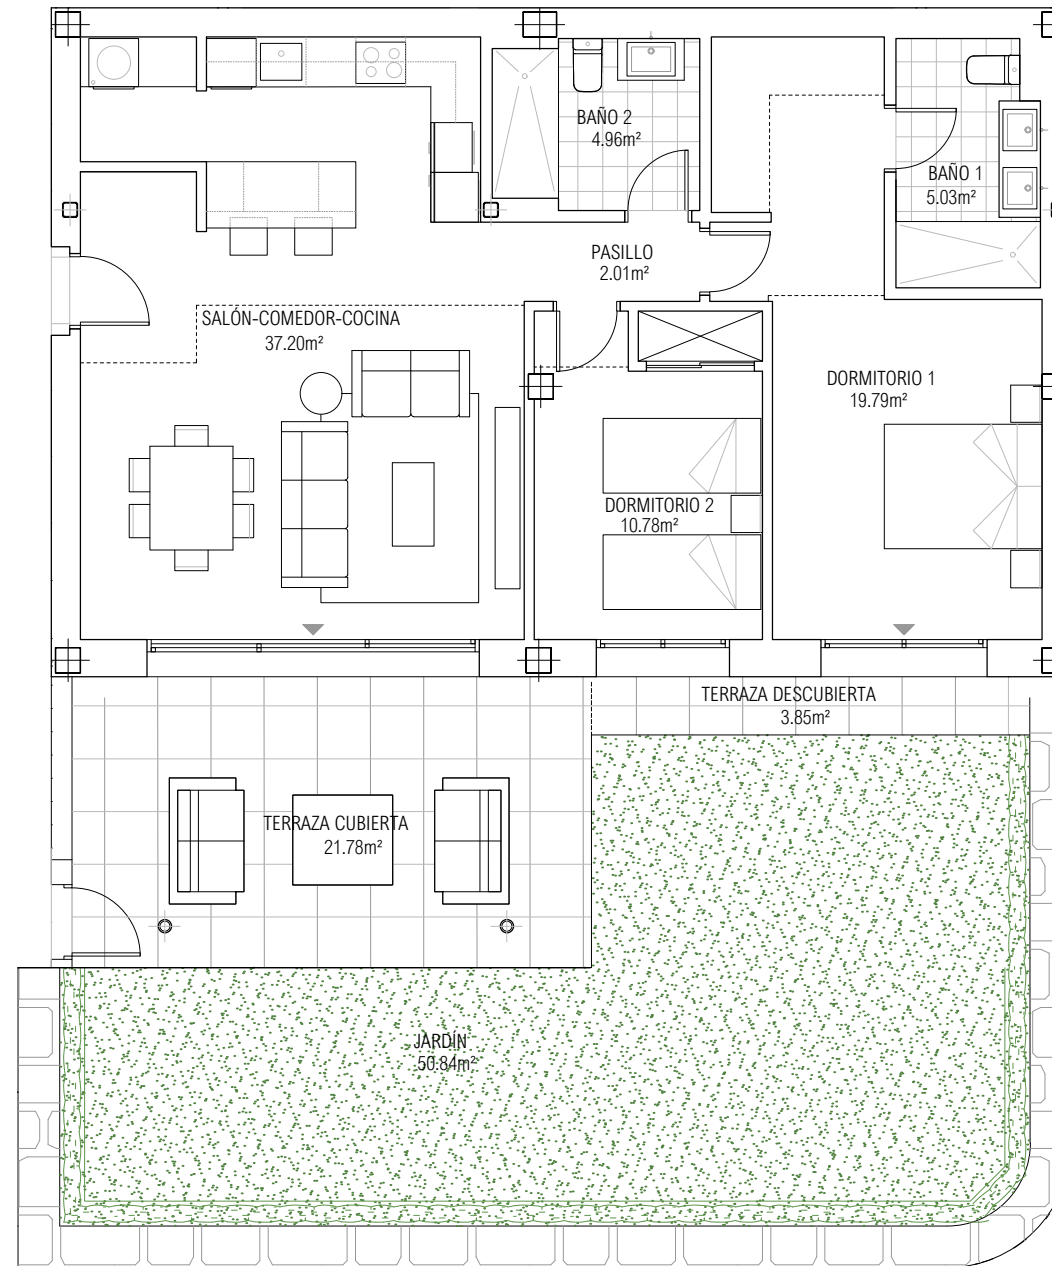 BAÑO 2
4.96m²
BAÑO 1
5.03m²
PASILLO
2.01m²
SALÓN-COMEDOR-COCINA
37.20m²
DORMITORIO 1
19.79m²
DORMITORIO 2
10.78m²
TERRAZA DESCUBIERTA
3.85m²
TERRAZA CUBIERTA
21.78m²
JARDÍN
50.84m²